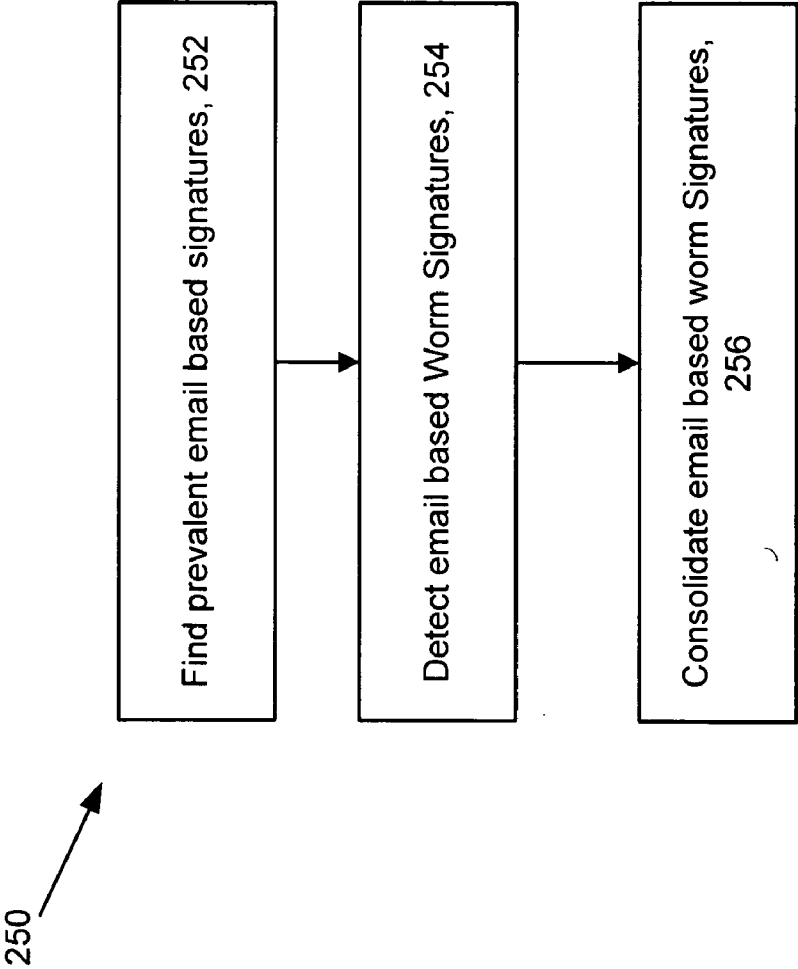 250
Find prevalent email based signatures, 252
Detect email based Worm Signatures, 254
Consolidate email based worm Signatures,
256